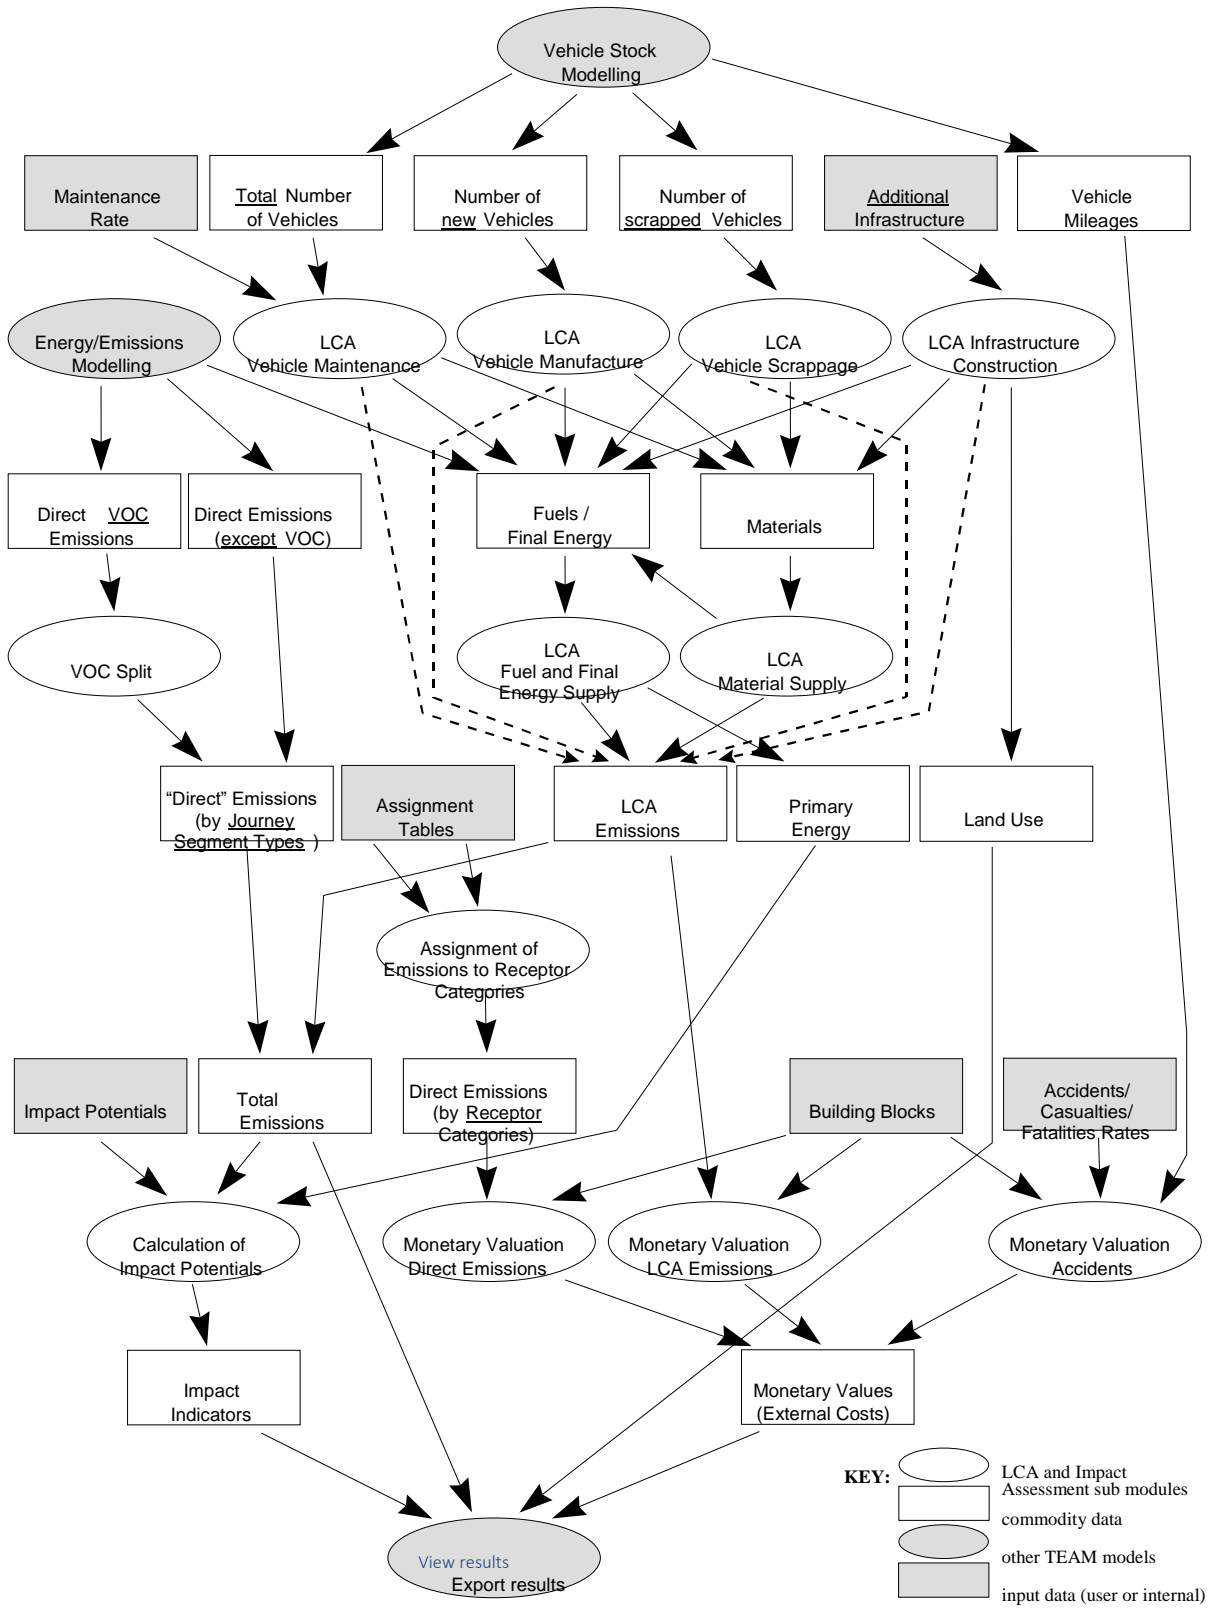 Vehicle Stock
Modelling
Maintenance
Rate
Total Number
of Vehicles
Number of
new Vehicles
Number of
scrapped Vehicles
Additional
Infrastructure
Vehicle
Mileages
Energy/Emissions
Modelling
LCA
Vehicle Maintenance
LCA
Vehicle Manufacture
LCA
Vehicle Scrappage
LCA Infrastructure
Construction
Direct VOC
Emissions
Direct Emissions
(except VOC)
Fuels /
Final Energy
Materials
VOC Split
LCA
Fuel and Final
Energy Supply
LCA
Material Supply
“Direct” Emissions
(by Journey
Segment Types )
Assignment
Tables
LCA
Emissions
Primary
Energy
Land Use
Assignment of
Emissions to Receptor
Categories
Impact Potentials
Total
Emissions
Direct Emissions
(by Receptor
Categories)
Building Blocks
Accidents/
Casualties/
Fatalities Rates
Calculation of
Impact Potentials
Monetary Valuation
Direct Emissions
Monetary Valuation
LCA Emissions
Monetary Valuation
Accidents
Impact
Indicators
Monetary Values
(External Costs)
View results
Export results
KEY:
LCA and Impact
Assessment sub modules
commodity data
other TEAM models
input data (user or internal)